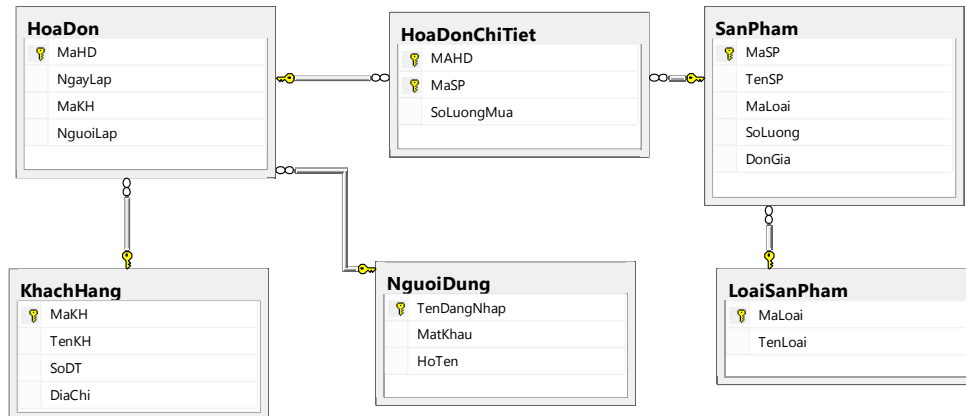 HoaDon
MaHD
NgayLap
MaKH
NguoiLap
HoaDonChiTiet
MAHD
MaSP
SoLuongMua
SanPham
MaSP
TenSP
MaLoai
SoLuong
DonGia
KhachHang
MaKH
TenKH
SoDT
DiaChi
NguoiDung
TenDangNhap
MatKhau
HoTen
LoaiSanPham
MaLoai
TenLoai